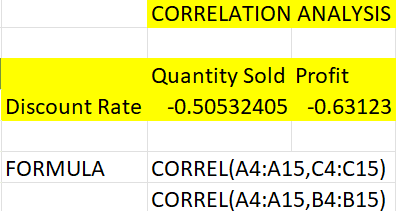 CORRELATION ANALYSIS
Quantity Sold Profit
Discount Rate -0.50532405 -0.63123
FORMULA CORREL(A4:A15,C4:C15)
CORREL(A4:A15,B4:B15)